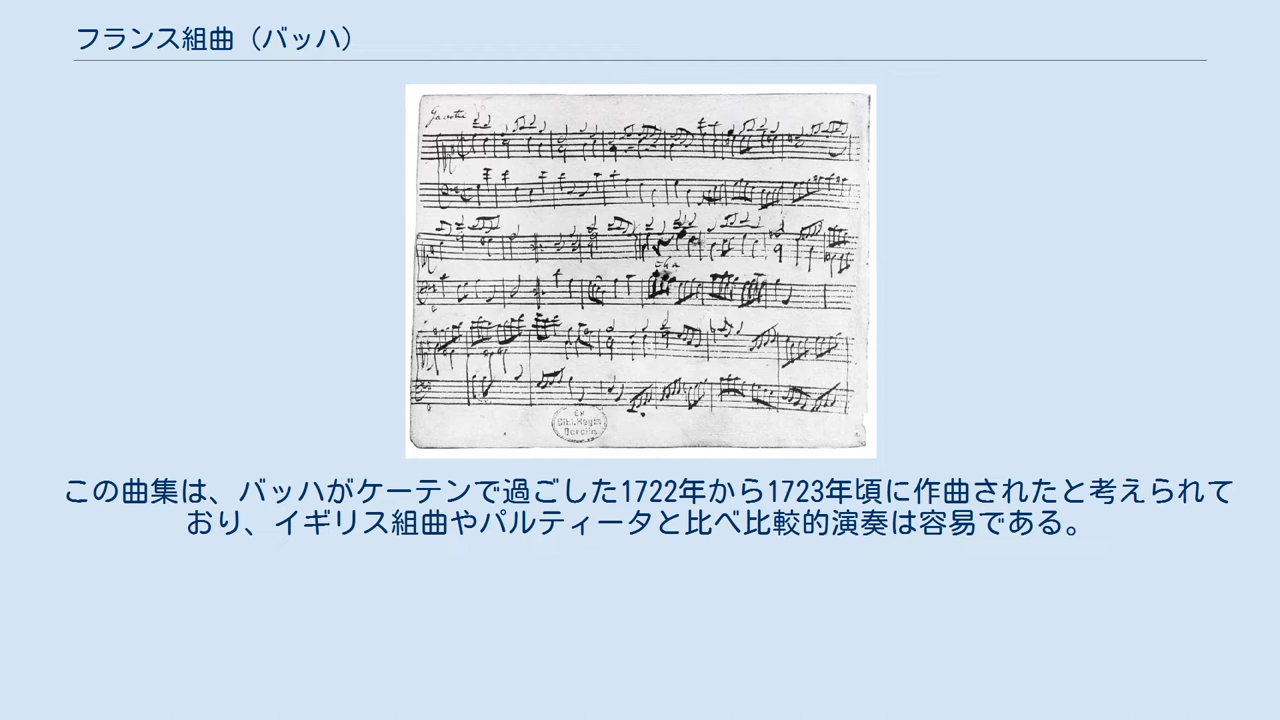 フランス組曲（バッハ）
Gavotte
この曲集は、バッハがケーテンで過ごした1722年から1723年頃に作曲されたと考えられて
おり、イギリス組曲やパルティータと比べ比較的演奏は容易である。